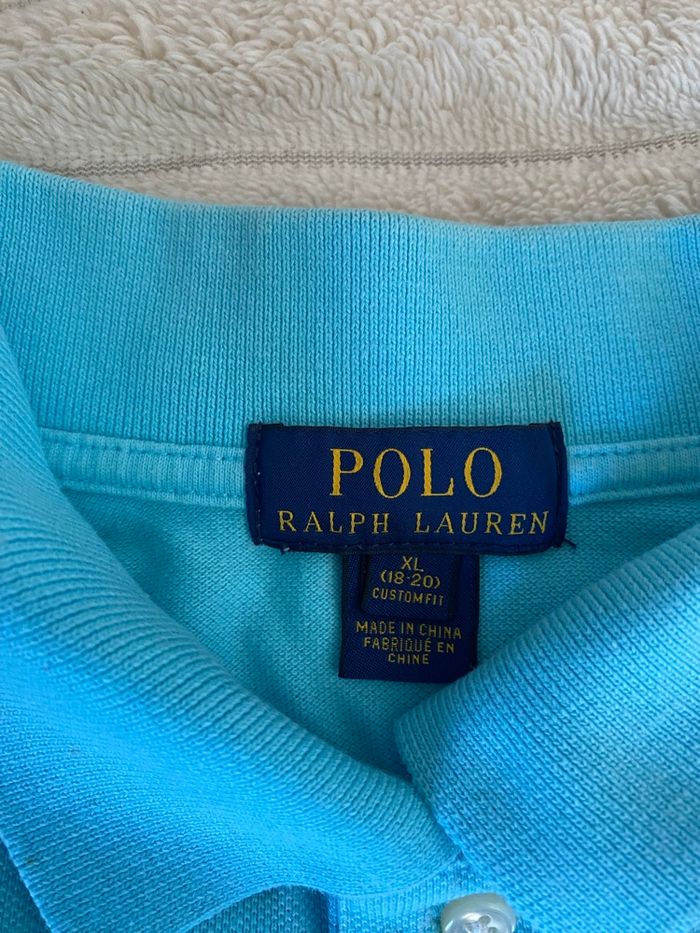 POLO
RALPH LAUREN
XL
(18-20)
CUSTOM FIT
MADE IN CHINA
FABRIQUÉ EN
CHINE